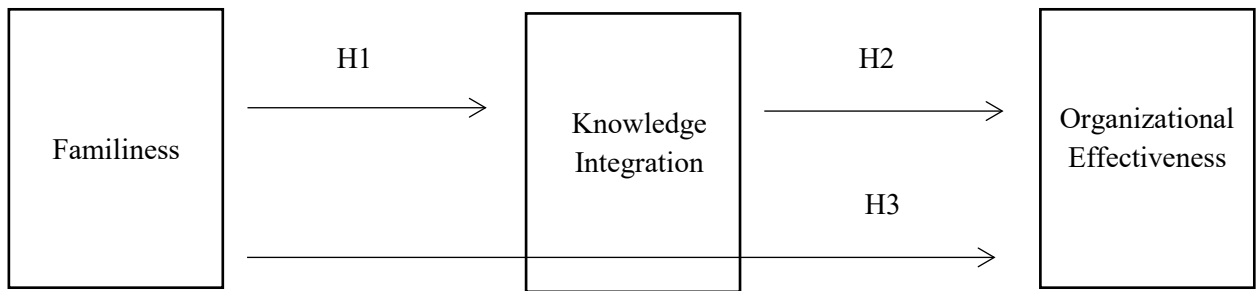 H1
H2
Familiness
Knowledge
Integration
Organizational
Effectiveness
H3